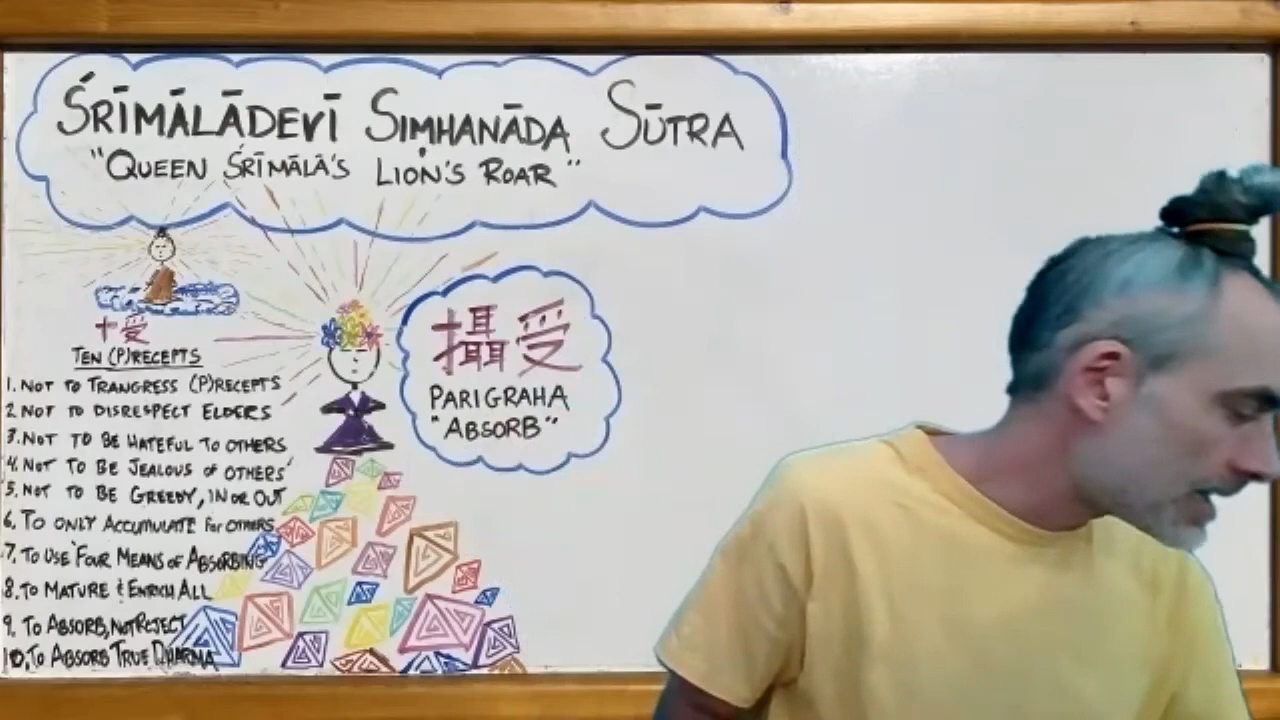 ŚRĪMĀLĀDEVĪ SIṂHANĀDA SŪTRA
"QUEEN ŚRĪMĀLĀ'S LION'S ROAR"
十受
TEN (P)RECEPTS
1. NOT TO TRANGRESS (P)RECEPTS
2. NOT TO DISRESPECT ELDERS
3. NOT TO BE HATEFUL TO OTHERS
4. NOT TO BE JEALOUS OF OTHERS'
5. NOT TO BE GREEDY, IN OR OUT
6. TO ONLY ACCUMULATE FOR OTHERS
7. TO USE 'FOUR MEANS OF ABSORBING'
8. TO MATURE & ENRICH ALL
9. TO ABSORB, NOT REJECT
10. TO ABSORB TRUE DHARMA
攝受
PARIGRAHA
"ABSORB"